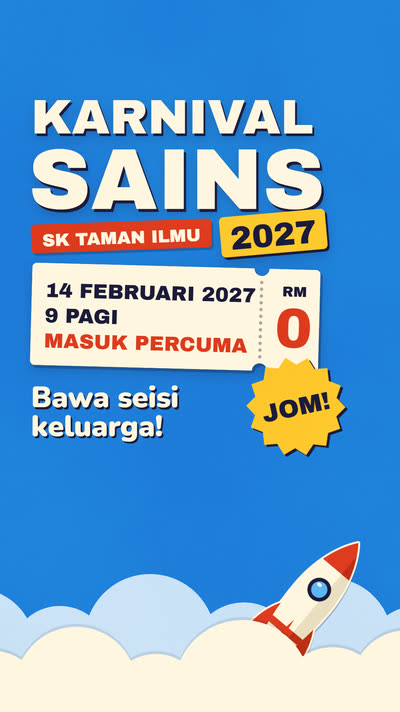 KARNIVAL
SAINS
SK TAMAN ILMU
2027
14 FEBRUARI 2027
9 PAGI
MASUK PERCUMA
RM
0
JOM!
Bawa seisi
keluarga!